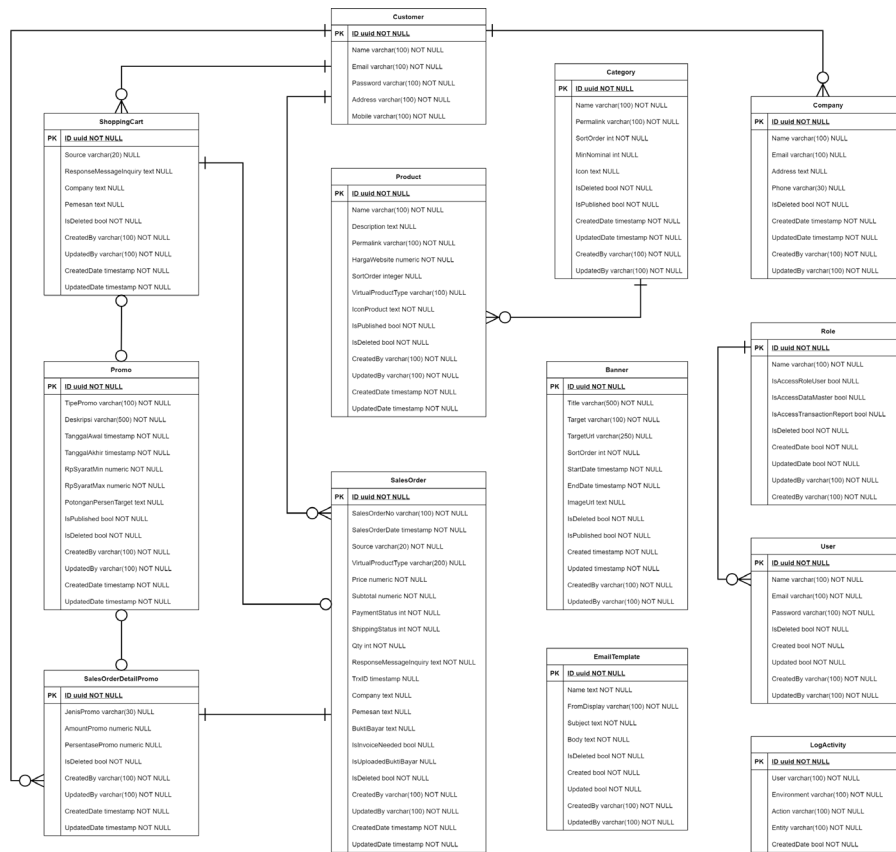 Customer
PK ID uuid NOT NULL
Name varchar(100) NOT NULL
Email varchar(100) NOT NULL
Password varchar(100) NOT NULL
Address varchar(100) NOT NULL
Mobile varchar(100) NOT NULL
Category
PK ID uuid NOT NULL
Name varchar(100) NOT NULL
Permalink varchar(100) NOT NULL
SortOrder int NOT NULL
MinNominal int NULL
Icon text NULL
IsDeleted bool NOT NULL
IsPublished bool NOT NULL
CreatedDate timestamp NOT NULL
UpdatedDate timestamp NOT NULL
CreatedBy varchar(100) NOT NULL
UpdatedBy varchar(100) NOT NULL
Company
PK ID uuid NOT NULL
Name varchar(100) NULL
Email varchar(100) NULL
Address text NULL
Phone varchar(30) NULL
IsDeleted bool NOT NULL
CreatedDate timestamp NOT NULL
UpdatedDate timestamp NOT NULL
CreatedBy varchar(100) NOT NULL
UpdatedBy varchar(100) NOT NULL
ShoppingCart
PK ID uuid NOT NULL
Source varchar(20) NULL
ResponseMessageInquiry text NULL
Company text NULL
Pemesan text NULL
IsDeleted bool NOT NULL
CreatedBy varchar(100) NOT NULL
UpdatedBy varchar(100) NOT NULL
CreatedDate timestamp NOT NULL
UpdatedDate timestamp NOT NULL
Product
PK ID uuid NOT NULL
Name varchar(100) NOT NULL
Description text NULL
Permalink varchar(100) NOT NULL
HargaWebsite numeric NOT NULL
SortOrder integer NULL
VirtualProductType varchar(100) NULL
IconProduct text NOT NULL
IsPublished bool NOT NULL
IsDeleted bool NOT NULL
CreatedBy varchar(100) NOT NULL
UpdatedBy varchar(100) NOT NULL
CreatedDate timestamp NOT NULL
UpdatedDate timestamp NOT NULL
Role
PK ID uuid NOT NULL
Name varchar(100) NOT NULL
IsAccessRoleUser bool NULL
IsAccessDataMaster bool NULL
IsAccessTransactionReport bool NULL
IsDeleted bool NOT NULL
CreatedDate bool NOT NULL
UpdatedDate bool NOT NULL
UpdatedBy varchar(100) NOT NULL
CreatedBy varchar(100) NOT NULL
Promo
PK ID uuid NOT NULL
TipePromo varchar(100) NOT NULL
Deskripsi varchar(500) NOT NULL
TanggalAwal timestamp NOT NULL
TanggalAkhir timestamp NOT NULL
RpSyaratMin numeric NOT NULL
RpSyaratMax numeric NOT NULL
PotonganPersenTarget text NULL
IsPublished bool NOT NULL
IsDeleted bool NOT NULL
CreatedBy varchar(100) NOT NULL
UpdatedBy varchar(100) NOT NULL
CreatedDate timestamp NOT NULL
UpdatedDate timestamp NOT NULL
Banner
PK ID uuid NOT NULL
Title varchar(500) NOT NULL
Target varchar(100) NOT NULL
TargetUrl varchar(250) NULL
SortOrder int NOT NULL
StartDate timestamp NOT NULL
EndDate timestamp NOT NULL
ImageUrl text NULL
IsDeleted bool NOT NULL
IsPublished bool NOT NULL
Created timestamp NOT NULL
Updated timestamp NOT NULL
CreatedBy varchar(100) NOT NULL
UpdatedBy varchar(100) NOT NULL
SalesOrder
PK ID uuid NOT NULL
SalesOrderNo varchar(100) NOT NULL
SalesOrderDate timestamp NOT NULL
Source varchar(20) NOT NULL
VirtualProductType varchar(200) NULL
Price numeric NOT NULL
Subtotal numeric NOT NULL
PaymentStatus int NOT NULL
ShippingStatus int NOT NULL
Qty int NOT NULL
ResponseMessageInquiry text NOT NULL
TrxID timestamp NULL
Company text NULL
Pemesan text NULL
BuktiBayar text NULL
IsInvoiceNeeded bool NULL
IsUploadedBuktiBayar NULL
IsDeleted bool NOT NULL
CreatedBy varchar(100) NOT NULL
UpdatedBy varchar(100) NOT NULL
CreatedDate timestamp NOT NULL
UpdatedDate timestamp NOT NULL
User
PK ID uuid NOT NULL
Name varchar(100) NOT NULL
Email varchar(100) NOT NULL
Password varchar(100) NOT NULL
IsDeleted bool NOT NULL
Created bool NOT NULL
Updated bool NOT NULL
CreatedBy varchar(100) NOT NULL
UpdatedBy varchar(100) NOT NULL
SalesOrderDetailPromo
PK ID uuid NOT NULL
JenisPromo varchar(30) NULL
AmountPromo numeric NULL
PersentasePromo numeric NULL
IsDeleted bool NOT NULL
CreatedBy varchar(100) NOT NULL
UpdatedBy varchar(100) NOT NULL
CreatedDate timestamp NOT NULL
UpdatedDate timestamp NOT NULL
EmailTemplate
PK ID uuid NOT NULL
Name text NOT NULL
FromDisplay varchar(100) NOT NULL
Subject text NOT NULL
Body text NOT NULL
IsDeleted bool NOT NULL
Created bool NOT NULL
Updated bool NOT NULL
CreatedBy varchar(100) NOT NULL
UpdatedBy varchar(100) NOT NULL
LogActivity
PK ID uuid NOT NULL
User varchar(100) NOT NULL
Environment varchar(100) NOT NULL
Action varchar(100) NOT NULL
Entity varchar(100) NOT NULL
CreatedDate bool NOT NULL